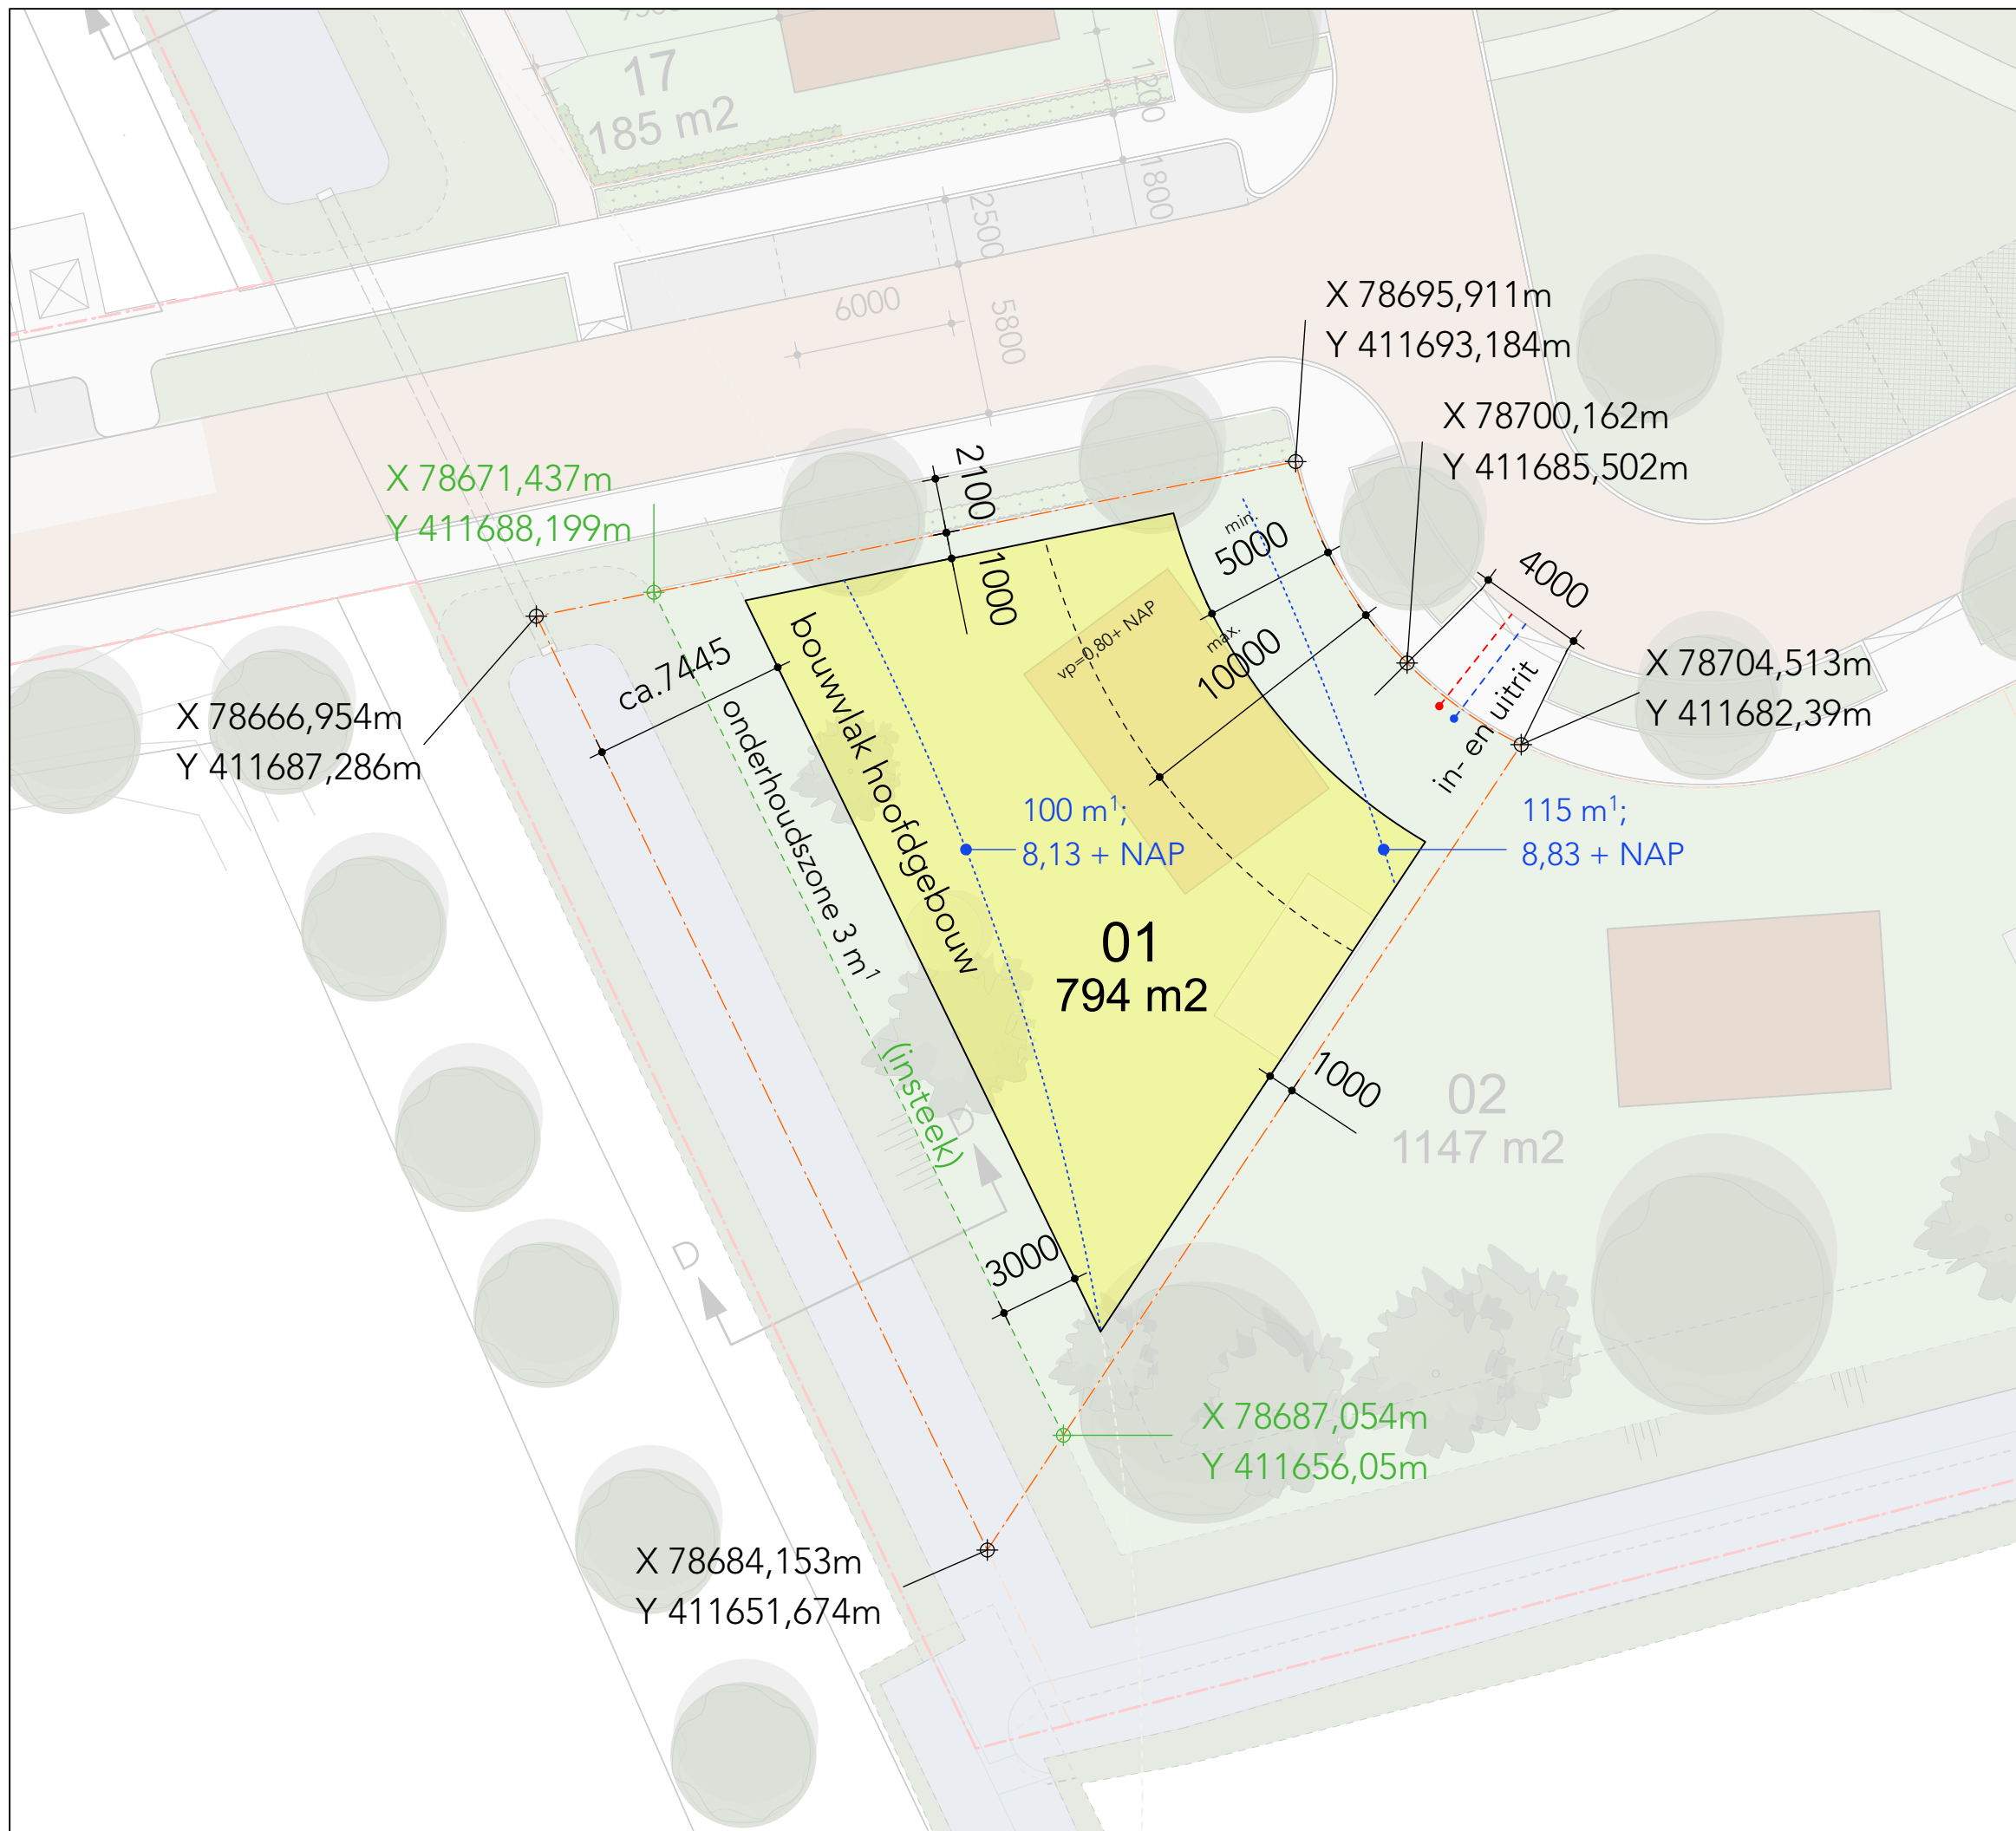 17
185 m2
1200
1800
2500
6000
5800
X 78695,911m
Y 411693,184m
X 78700,162m
Y 411685,502m
X 78671,437m
Y 411688,199m
2100
1000
min.
5000
4000
vp=0,80+ NAP
max.
10000
X 78704,513m
Y 411682,39m
in- en uitrit
X 78666,954m
Y 411687,286m
ca.7445
bouwvlak hoofdgebouw
onderhoudszone 3 m¹
(insteek)
100 m¹;
8,13 + NAP
115 m¹;
8,83 + NAP
01
794 m2
1000
02
1147 m2
D
D
3000
X 78687,054m
Y 411656,05m
X 78684,153m
Y 411651,674m